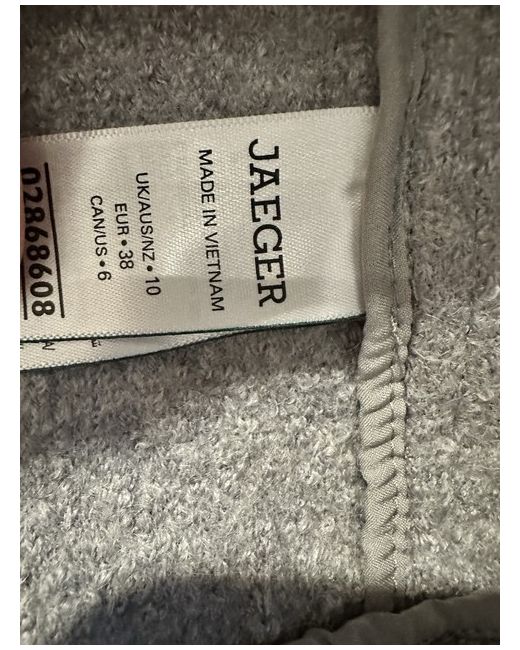 JAEGER
MADE IN VIETNAM
UK/AUS/NZ • 10
EUR • 38
CAN/US • 6
02868608